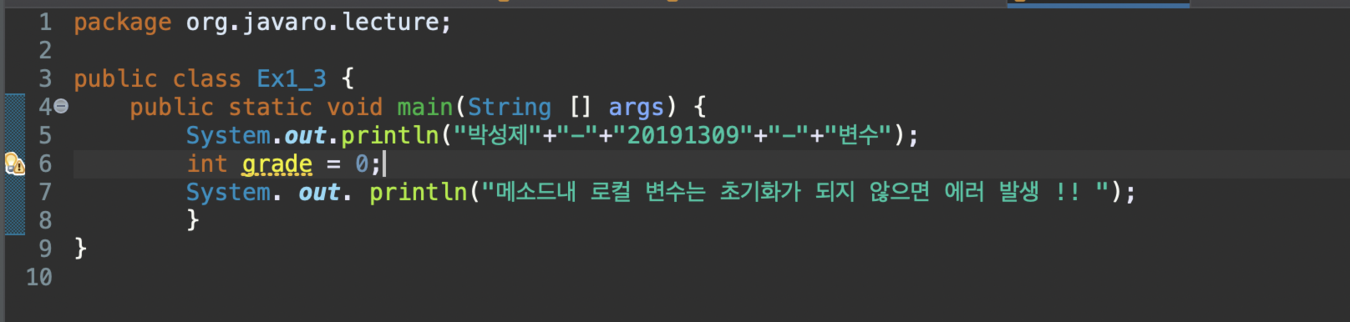 1 package org.javaro.lecture;
2
3 public class Ex1_3 {
4 public static void main(String [] args) {
5 System.out.println("박성제"+"-"+"20191309"+"-"+"변수");
6 int grade = 0;
7 System. out. println("메소드내 로컬 변수는 초기화가 되지 않으면 에러 발생 !! ");
8 }
9 }
10